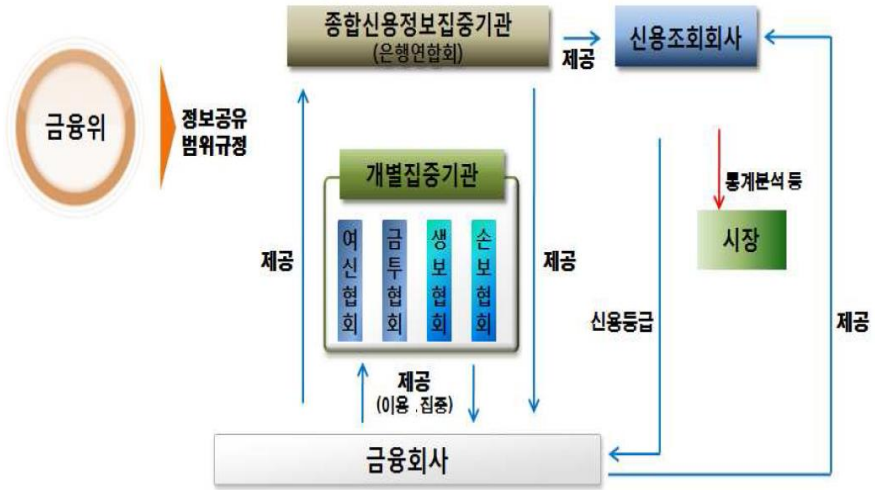 종합신용정보집중기관
(은행연합회)
제공
신용조회회사
금융위
정보공유
범위규정
개별집중기관
여신협회
금투협회
생보협회
손보협회
제공
제공
통계분석 등
시장
신용등급
제공
제공
(이용 . 집중)
금융회사